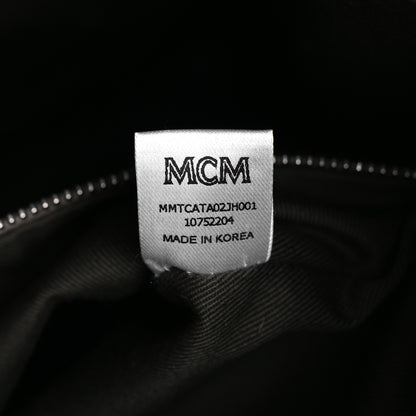 MCM
MMTCATA02JH001
10752204
MADE IN KOREA